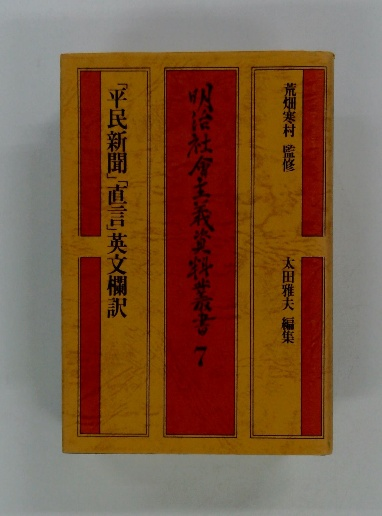 荒畑寒村 監修
太田雅夫 編集
明治社會主義資料叢書 7
「平民新聞」「直言」英文欄訳